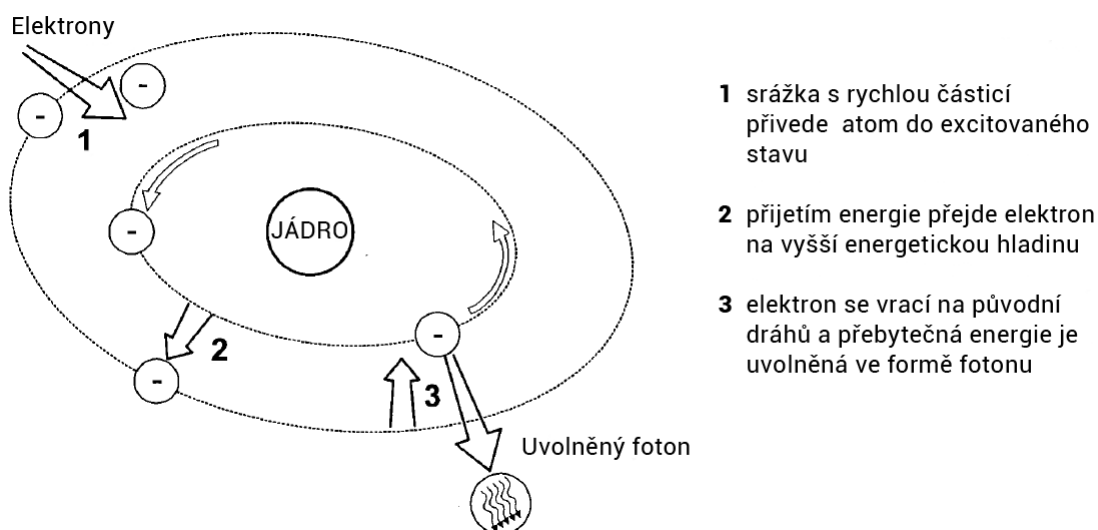 Elektrony
-
-
1
-
JÁDRO
-
2
-
3
Uvolněný foton
1 srážka s rychlou částicí
přivede atom do excitovaného
stavu
2 přijetím energie přejde elektron
na vyšší energetickou hladinu
3 elektron se vrací na původní
dráhů a přebytečná energie je
uvolněná ve formě fotonu